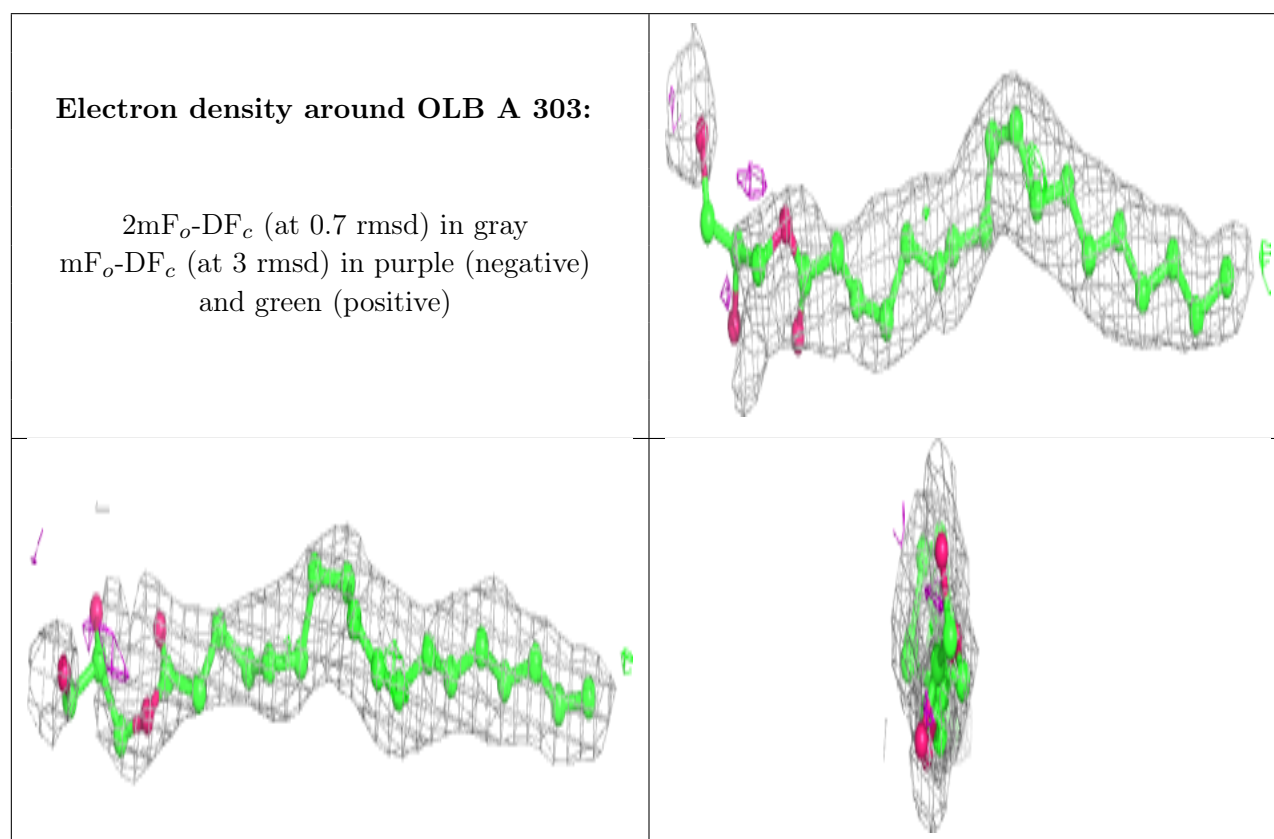 Electron density around OLB A 303:
2mFₒ-DF𝒸 (at 0.7 rmsd) in gray
mFₒ-DF𝒸 (at 3 rmsd) in purple (negative)
and green (positive)